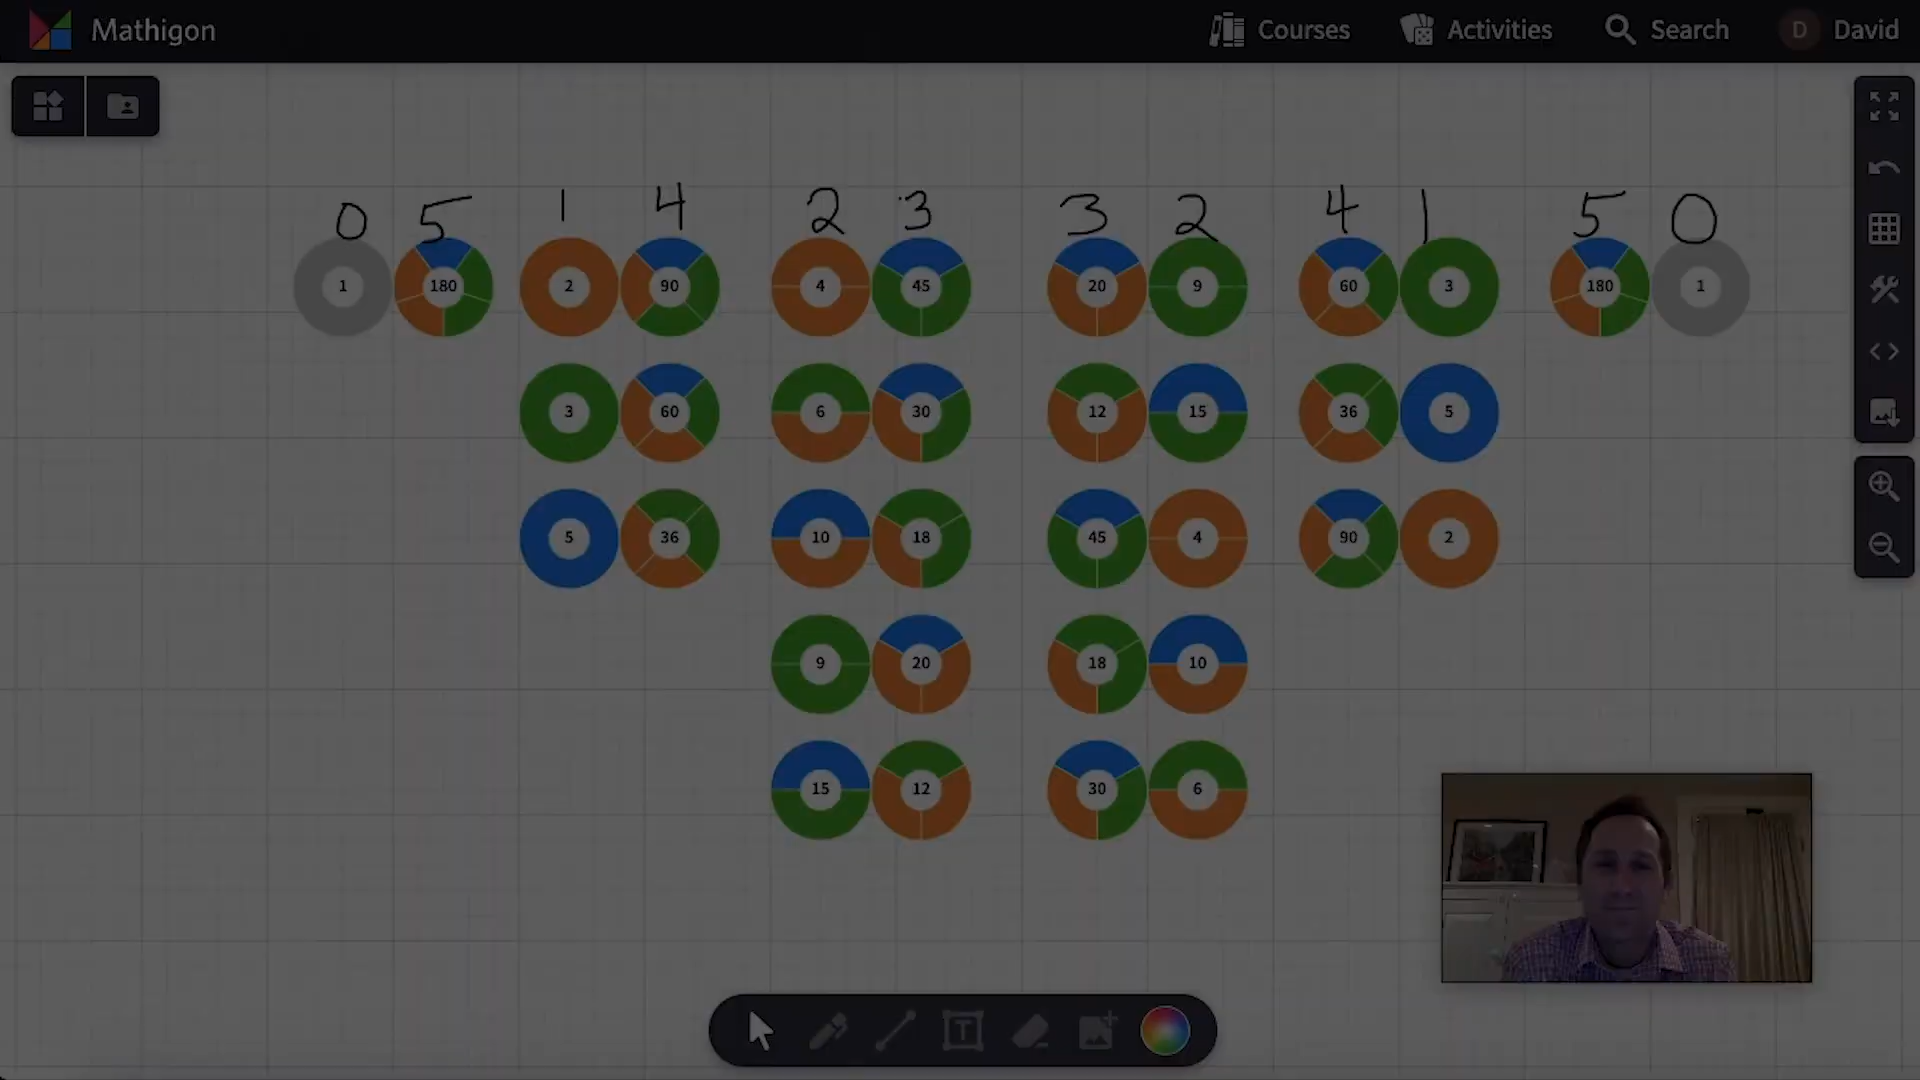 Mathigon Courses Activities Search D David
0 5 1 4 2 3 3 2 4 1 5 0
1 180 2 90 4 45 20 9 60 3 180 1
3 60 6 30 12 15 36 5
5 36 10 18 45 4 90 2
9 20 18 10
15 12 30 6
T